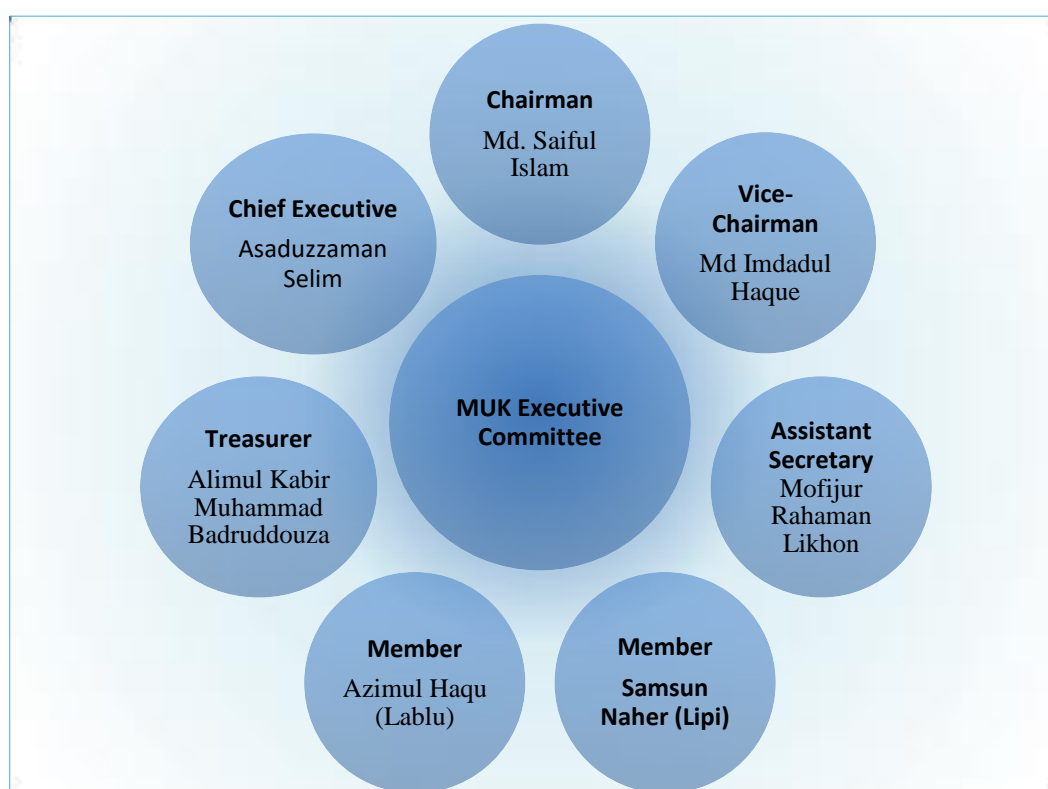 Chairman
Md. Saiful
Islam
Vice-
Chairman
Md Imdadul
Haque
Assistant
Secretary
Mofijur
Rahaman
Likhon
Member
Samsun
Naher (Lipi)
Member
Azimul Haqu
(Lablu)
Treasurer
Alimul Kabir
Muhammad
Badruddouza
Chief Executive
Asaduzzaman
Selim
MUK Executive
Committee